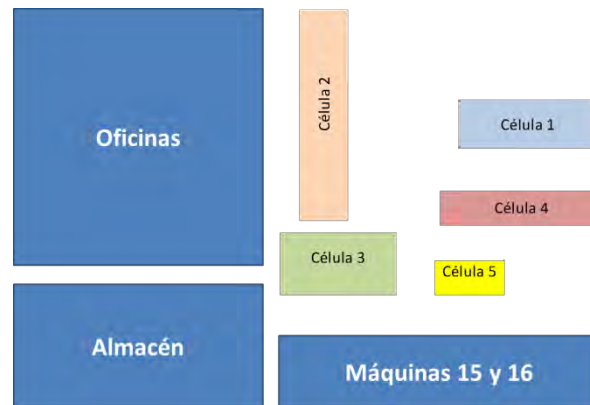 Oficinas
Célula 2
Célula 1
Célula 4
Célula 3
Célula 5
Almacén
Máquinas 15 y 16